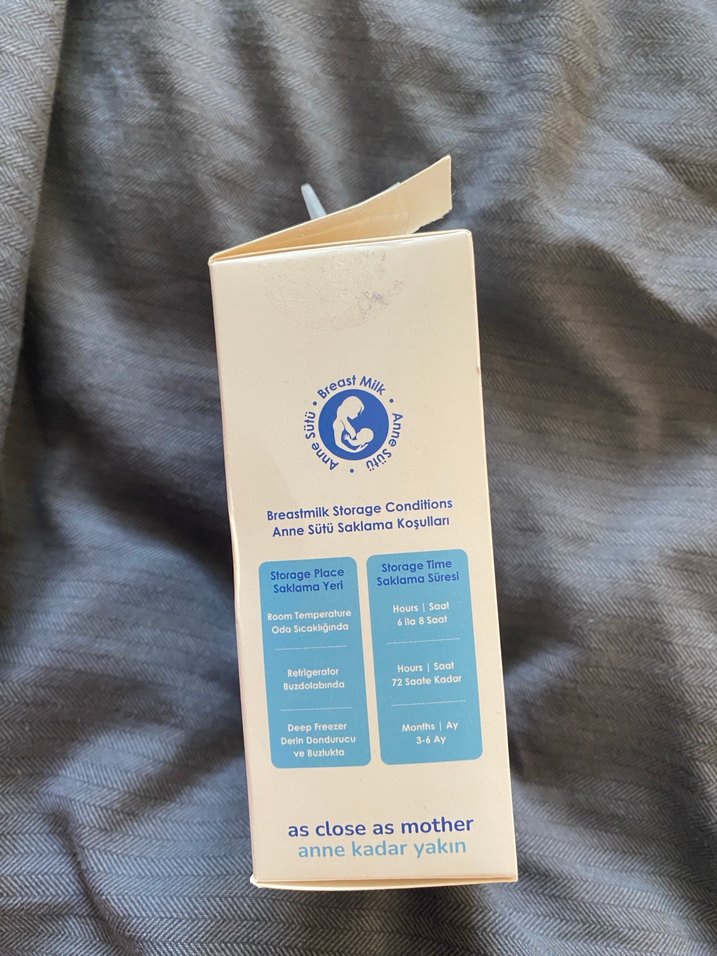 Breast Milk • Anne Sütü • Anne Sütü •
Breastmilk Storage Conditions
Anne Sütü Saklama Koşulları
Storage Place
Saklama Yeri
Room Temperature
Oda Sıcaklığında
Refrigerator
Buzdolabında
Deep Freezer
Derin Dondurucu
ve Buzlukta
Storage Time
Saklama Süresi
Hours | Saat
6 ila 8 Saat
Hours | Saat
72 Saate Kadar
Months | Ay
3-6 Ay
as close as mother
anne kadar yakın